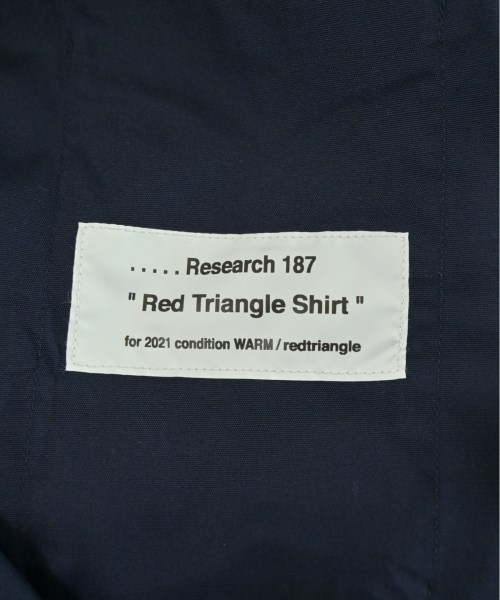 ..... Research 187
" Red Triangle Shirt "
for 2021 condition WARM / redtriangle